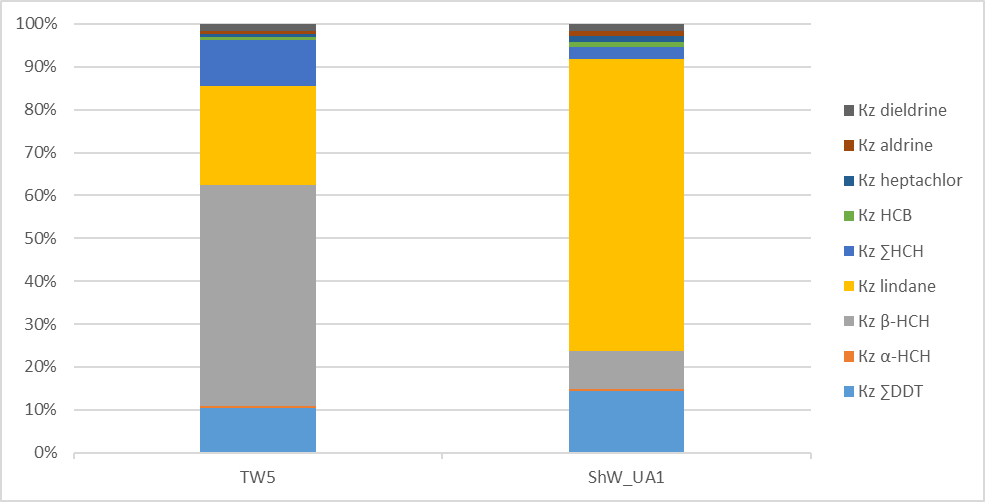 100%
90%
80%
70%
60%
50%
40%
30%
20%
10%
0%
TW5
ShW_UA1
Kz dieldrine
Kz aldrine
Kz heptachlor
Kz HCB
Kz ∑HCH
Kz lindane
Kz β-HCH
Kz α-HCH
Kz ∑DDT